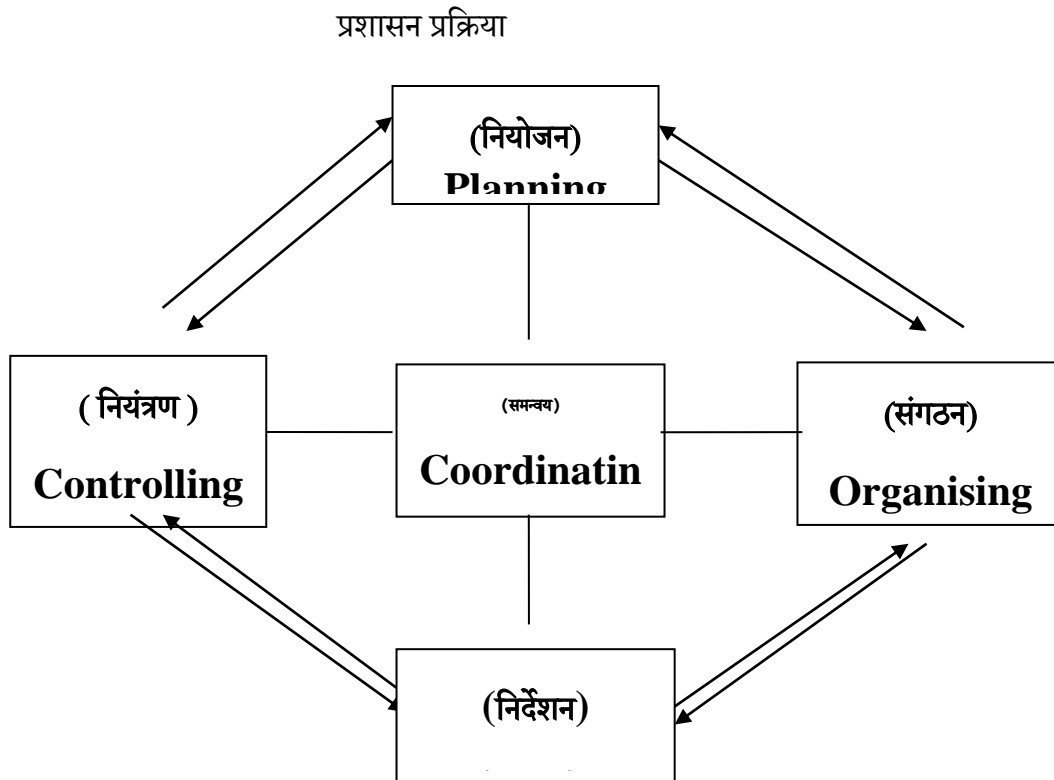 प्रशासन प्रक्रिया
(नियोजन)
Planning
( नियंत्रण )
Controlling
(समन्वय)
Coordinatin
(संगठन)
Organising
(निर्देशन)